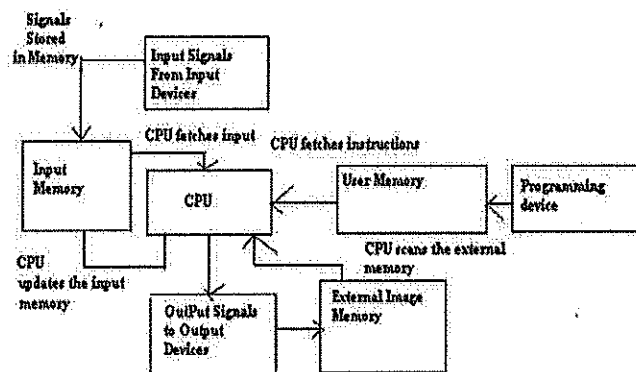 Signals
Stored
in Memory
Input Signals
From Input
Devices
CPU fetches input
CPU fetches instructions
Input
Memory
CPU
User Memory
Programming
device
CPU
updates the input
memory
CPU scans the external
memory
OutPut Signals
to Output
Devices
External Image
Memory